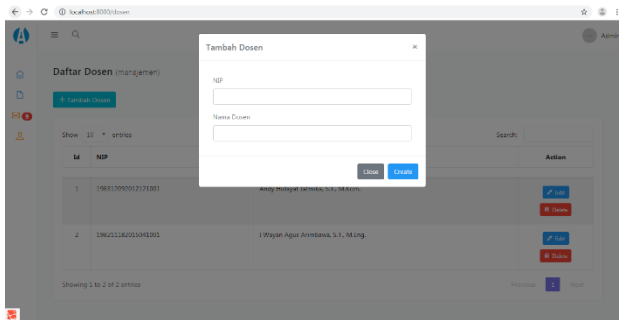 localhost:8080/dosen
Admin
Tambah Dosen ×
NIP
Nama Dosen
Close Create
Daftar Dosen (manajemen)
+ Tambah Dosen
Show 10 entries Search:
Id NIP Action
1 Andy Hidayat Jatmika, S.T., M.Kom. Edit
Delete
2 198211182015041001 I Wayan Agus Arimbawa, S.T., M.Eng. Edit
Delete
Showing 1 to 2 of 2 entries Previous 1 Next